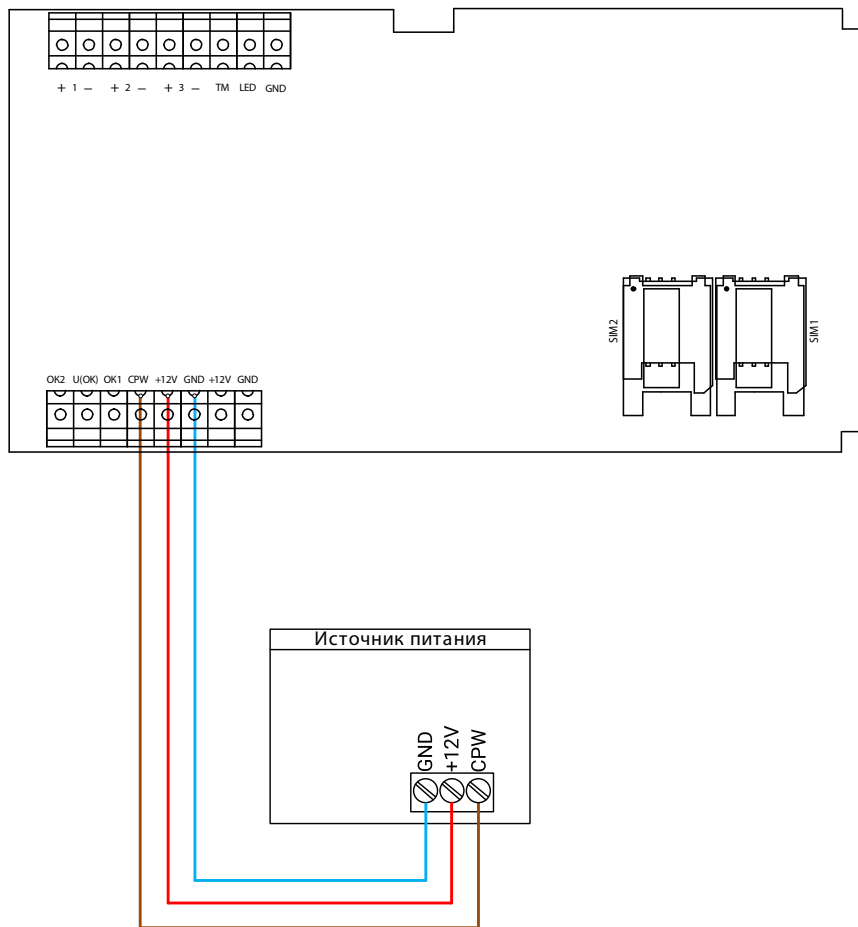 + 1 − + 2 − + 3 − TM LED GND
SIM2
SIM1
OK2 U(OK) OK1 CPW +12V GND +12V GND
Источник питания
GND
+12V
CPW